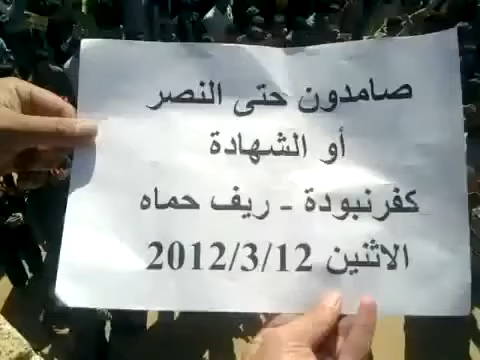 صامدون حتى النصر
أو الشهادة
كفرنبودة - ريف حماه
الاثنين 2012/3/12